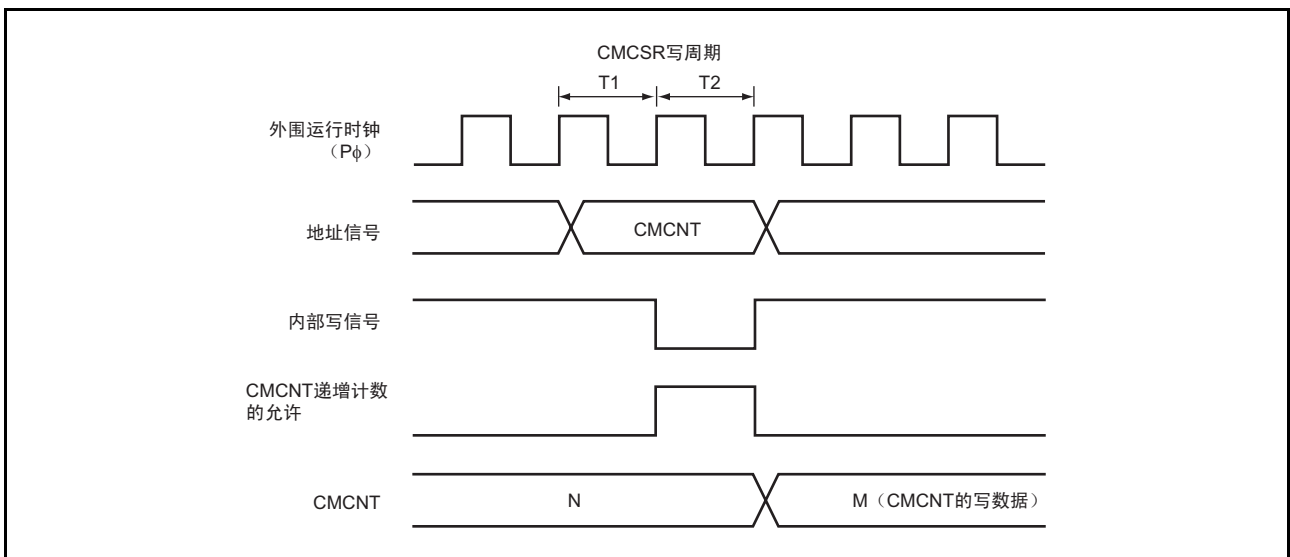 CMCSR写周期
T1
T2
外围运行时钟
（Pϕ）
地址信号
CMCNT
内部写信号
CMCNT递增计数
的允许
CMCNT
N
M（CMCNT的写数据）